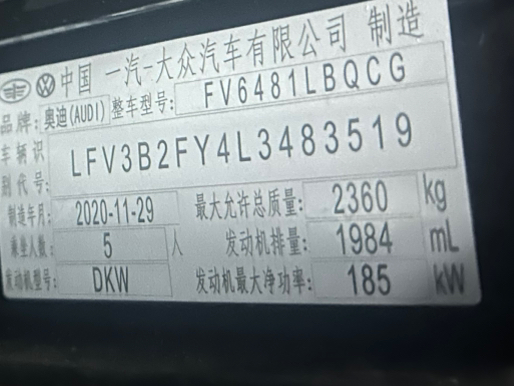 中国 一汽-大众汽车有限公司 制造
品牌: 奥迪(AUDI) 整车型号: FV6481LBQCG
车辆识别代号: LFV3B2FY4L3483519
制造年月: 2020-11-29 最大允许总质量: 2360 kg
乘坐人数: 5 人 发动机排量: 1984 mL
发动机型号: DKW 发动机最大净功率: 185 kW